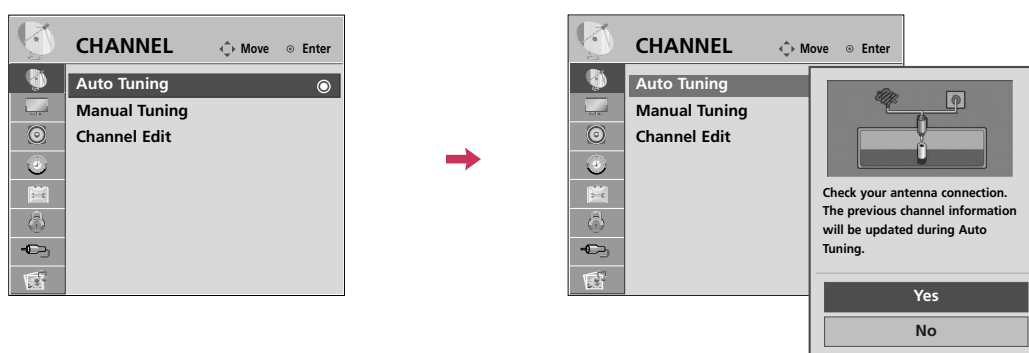 CHANNEL Move Enter
Auto Tuning
Manual Tuning
Channel Edit
CHANNEL Move Enter
Auto Tuning
Manual Tuning
Channel Edit
Check your antenna connection.
The previous channel information
will be updated during Auto
Tuning.
Yes
No